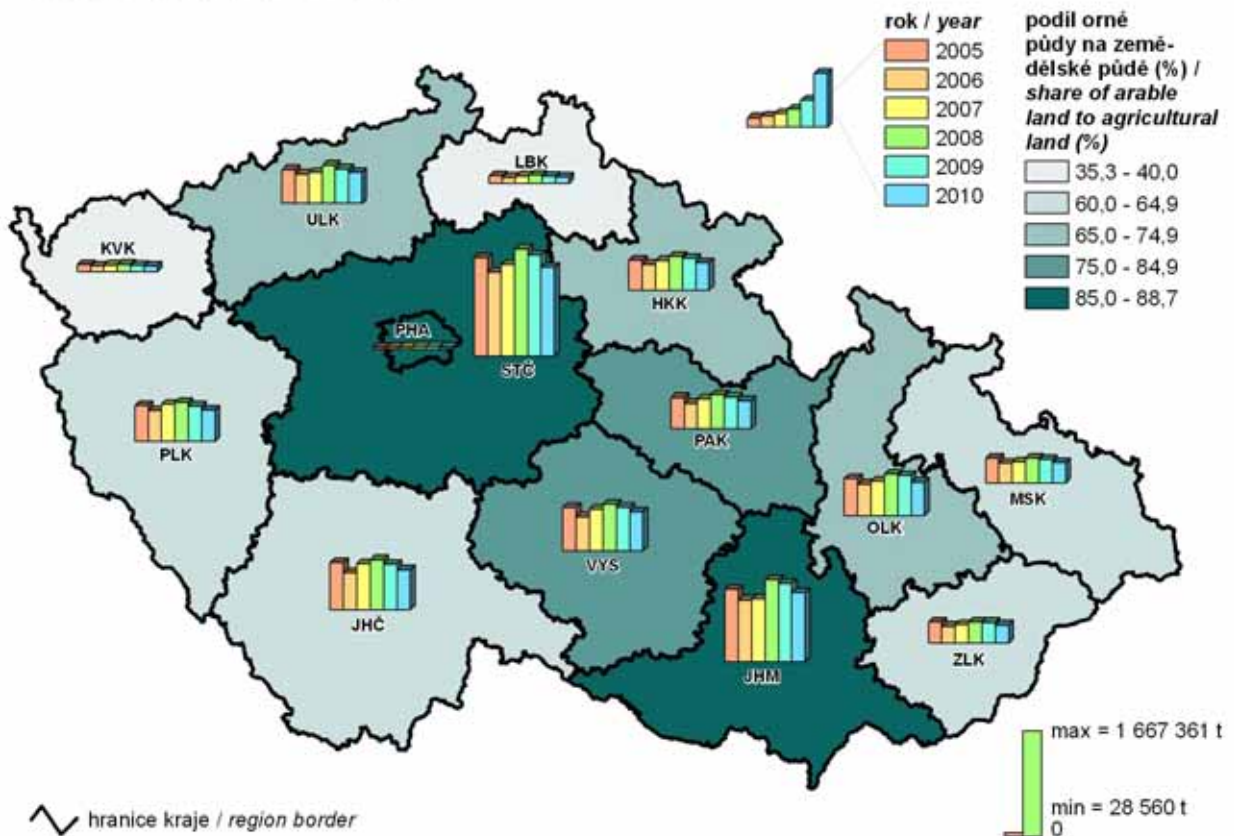 rok / year
2005
2006
2007
2008
2009
2010
podíl orné
půdy na země-
dělské půdě (%) /
share of arable
land to agricultural
land (%)
35,3 - 40,0
60,0 - 64,9
65,0 - 74,9
75,0 - 84,9
85,0 - 88,7
LBK
ULK
KVK
HKK
PHA
STČ
PAK
PLK
MSK
OLK
VYS
JHČ
ZLK
JHM
max = 1 667 361 t
min = 28 560 t
0
hranice kraje / region border